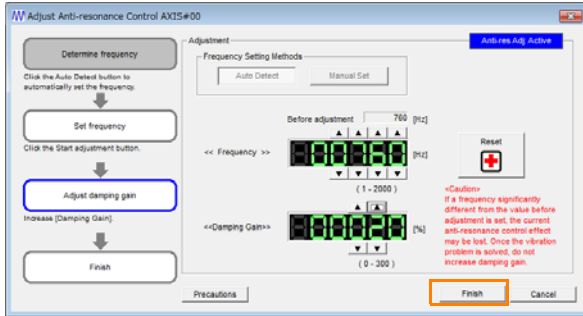 Adjust Anti-resonance Control AXIS#00
Determine frequency
Click the Auto Detect button to
automatically set the frequency.
Set frequency
Click the Start adjustment button.
Adjust damping gain
Increase [Damping Gain].
Finish
Adjustment
Anti-res Adj Active
Frequency Setting Methods
Auto Detect
Manual Set
Before adjustment 760 [Hz]
<< Frequency >> 000760 [Hz]
(1 - 2000 )
<<Damping Gain>> 000020 [%]
( 0 - 300 )
Reset
<Caution>
If a frequency significantly
different from the value before
adjustment is set, the current
anti-resonance control effect
may be lost. Once the vibration
problem is solved, do not
increase damping gain.
Precautions
Finish
Cancel